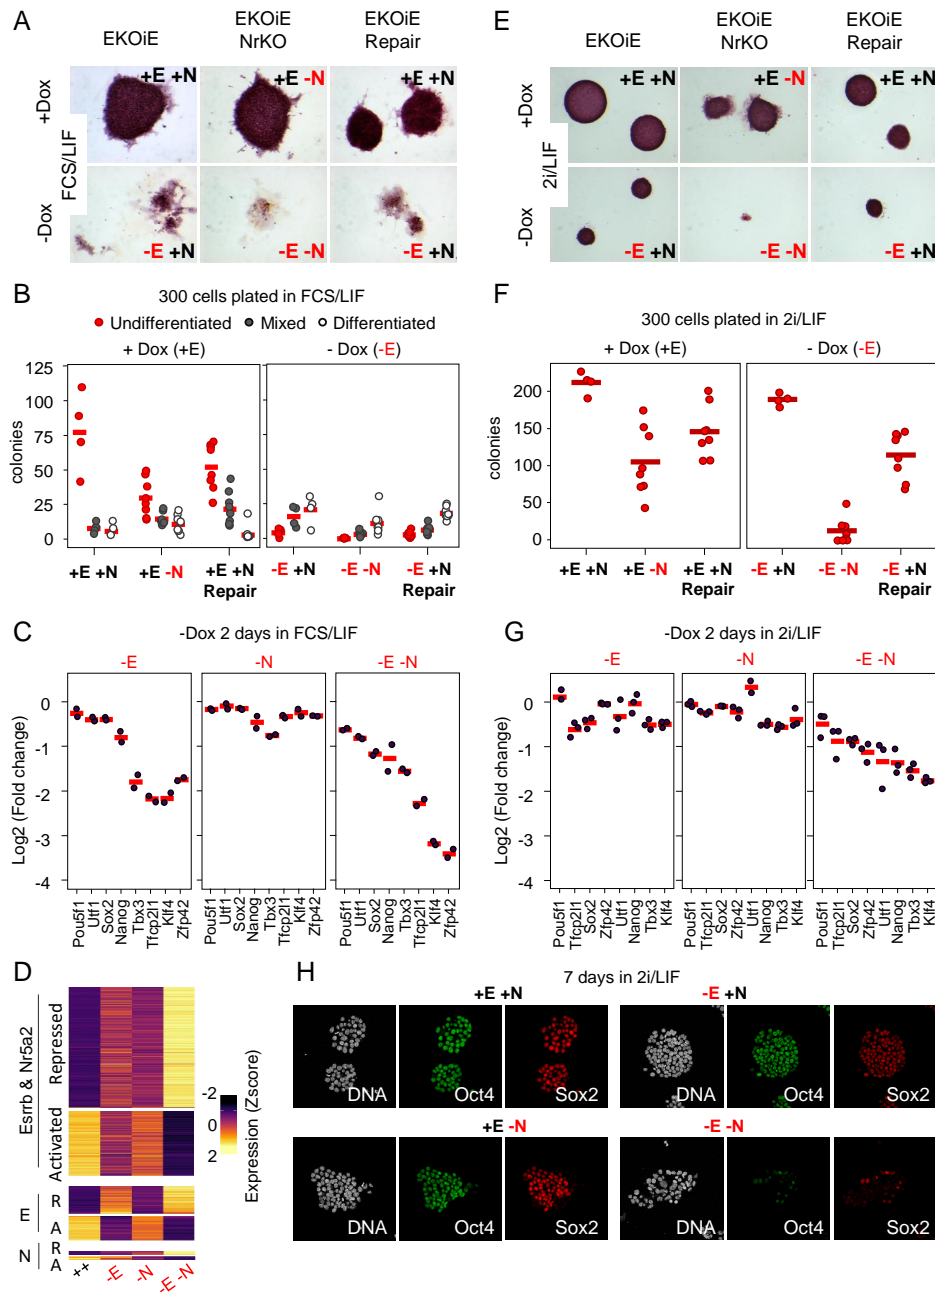 A
EKOiE
EKOiE
NrKO
EKOiE
Repair
+Dox
-Dox
FCS/LIF
+E +N
+E -N
+E +N
-E +N
-E -N
-E +N
B
300 cells plated in FCS/LIF
Undifferentiated
Mixed
Differentiated
+ Dox (+E)
- Dox (-E)
colonies
125
100
75
50
25
0
+E +N
+E -N
+E +N
Repair
-E +N
-E -N
-E +N
Repair
C
-Dox 2 days in FCS/LIF
-E
-N
-E -N
Log2 (Fold change)
0
-1
-2
-3
-4
Pou5f1
Utf1
Sox2
Nanog
Tbx3
Tfcp2l1
Klf4
Zfp42
Pou5f1
Utf1
Sox2
Nanog
Tbx3
Tfcp2l1
Klf4
Zfp42
Pou5f1
Utf1
Sox2
Nanog
Tbx3
Tfcp2l1
Klf4
Zfp42
D
Esrrb & Nr5a2
Repressed
Activated
E
R
A
N
R
A
++
-E
-N
-E -N
-2
0
2
Expression (Zscore)
E
EKOiE
EKOiE
NrKO
EKOiE
Repair
+Dox
-Dox
2i/LIF
+E +N
+E -N
+E +N
-E +N
-E -N
-E +N
F
300 cells plated in 2i/LIF
+ Dox (+E)
- Dox (-E)
colonies
200
150
100
50
0
+E +N
+E -N
+E +N
Repair
-E +N
-E -N
-E +N
Repair
G
-Dox 2 days in 2i/LIF
-E
-N
-E -N
Log2 (Fold change)
0
-1
-2
-3
-4
Pou5f1
Tfcp2l1
Sox2
Zfp42
Utf1
Nanog
Tbx3
Klf4
Pou5f1
Tfcp2l1
Sox2
Zfp42
Utf1
Nanog
Tbx3
Klf4
Pou5f1
Tfcp2l1
Sox2
Zfp42
Utf1
Nanog
Tbx3
Klf4
H
7 days in 2i/LIF
+E +N
-E +N
DNA
Oct4
Sox2
DNA
Oct4
Sox2
+E -N
-E -N
DNA
Oct4
Sox2
DNA
Oct4
Sox2